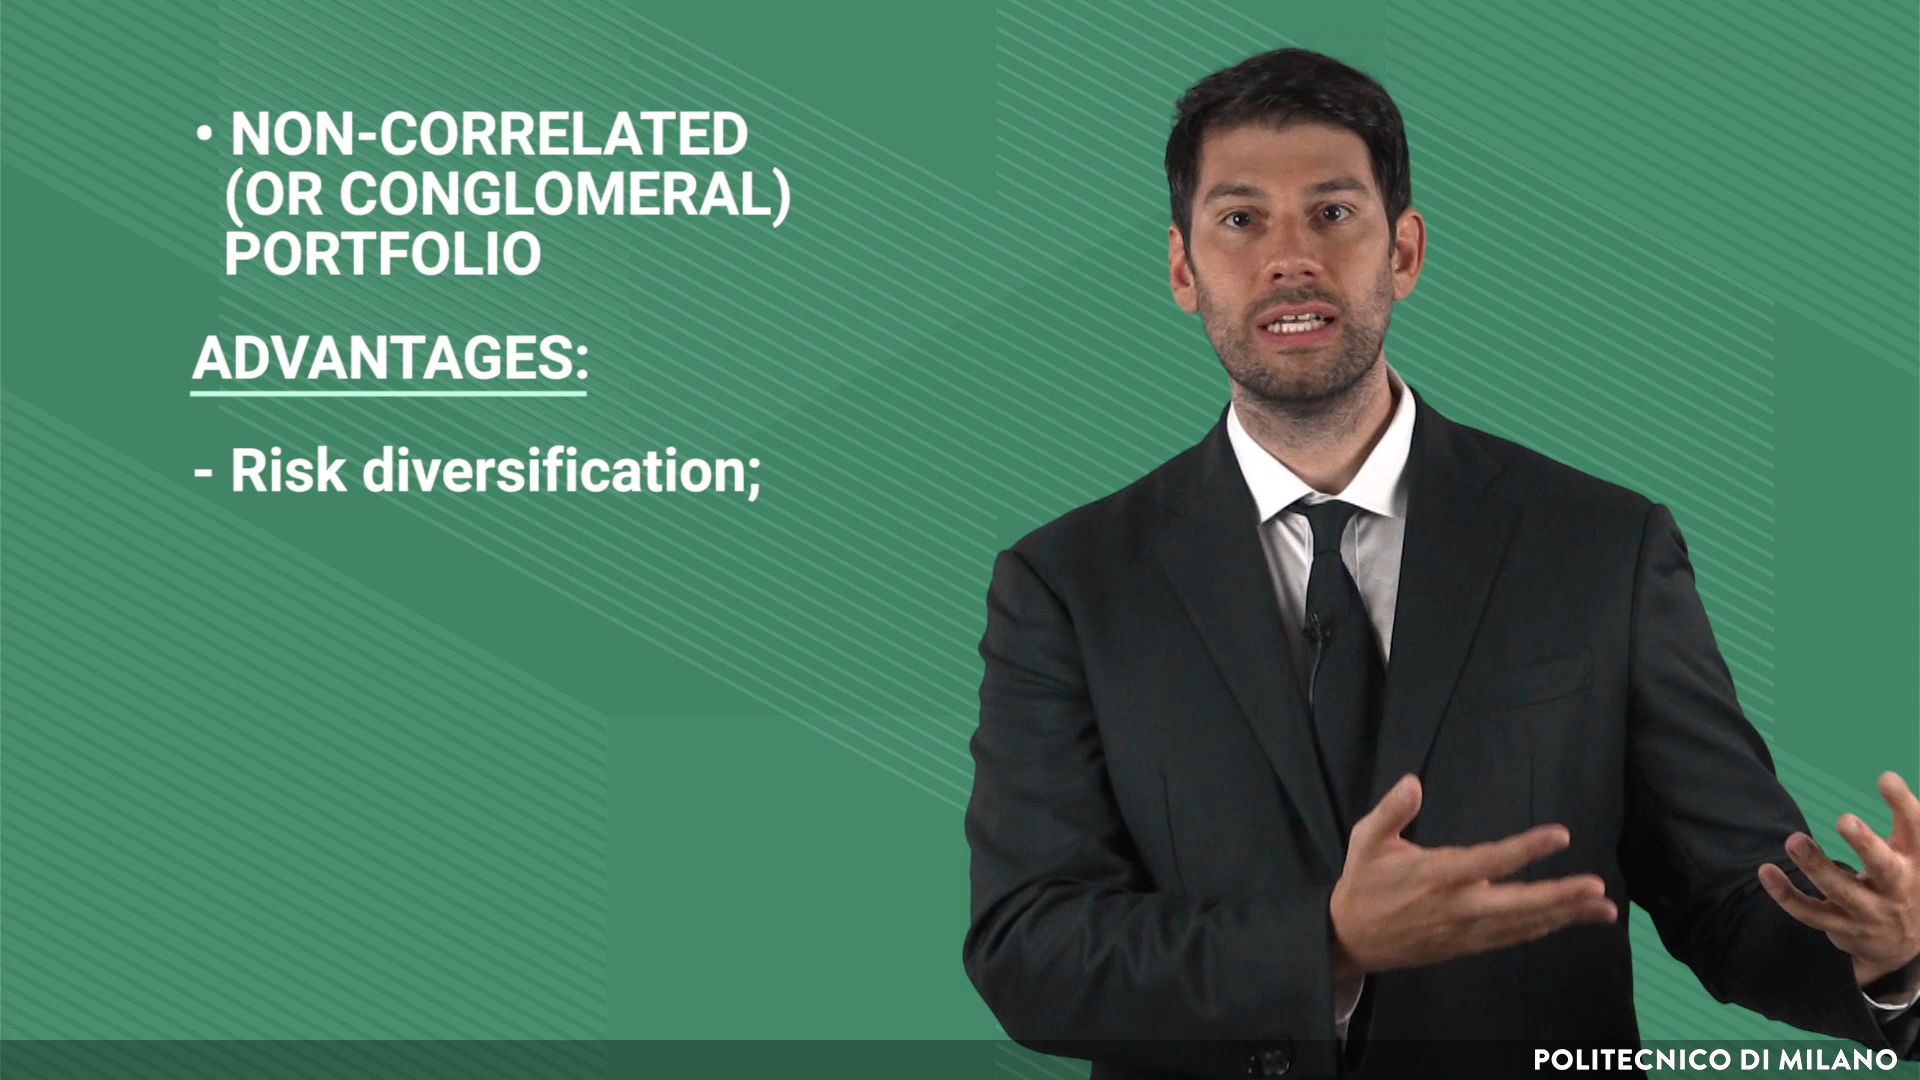 • NON-CORRELATED
(OR CONGLOMERAL)
PORTFOLIO
ADVANTAGES:
- Risk diversification;
POLITECNICO DI MILANO